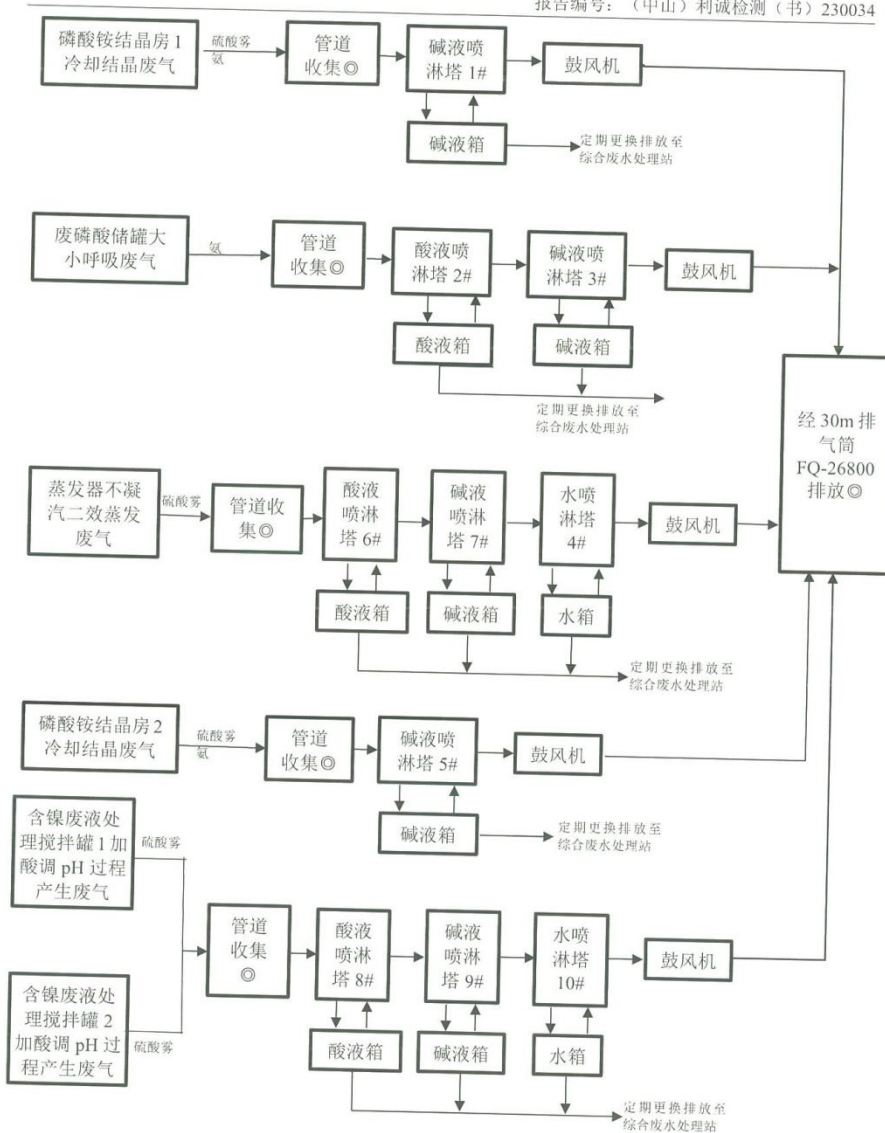 报告编号：（中山）利诚检测（书）230034
磷酸铵结晶房 1
冷却结晶废气
硫酸雾
氨
管道
收集◎
碱液喷
淋塔 1#
鼓风机
碱液箱
定期更换排放至
综合废水处理站
废磷酸储罐大
小呼吸废气
氨
管道
收集◎
酸液喷
淋塔 2#
碱液喷
淋塔 3#
鼓风机
酸液箱
碱液箱
定期更换排放至
综合废水处理站
经 30m 排
气筒
FQ-26800
排放◎
蒸发器不凝
汽二效蒸发
废气
硫酸雾
管道收
集◎
酸液
喷淋
塔 6#
碱液
喷淋
塔 7#
水喷
淋塔
4#
鼓风机
酸液箱
碱液箱
水箱
定期更换排放至
综合废水处理站
磷酸铵结晶房 2
冷却结晶废气
硫酸雾
氨
管道
收集◎
碱液喷
淋塔 5#
鼓风机
碱液箱
定期更换排放至
综合废水处理站
含镍废液处
理搅拌罐 1 加
酸调 pH 过程
产生废气
硫酸雾
含镍废液处
理搅拌罐 2
加酸调 pH 过
程产生废气
硫酸雾
管道
收集
◎
酸液
喷淋
塔 8#
碱液
喷淋
塔 9#
水喷
淋塔
10#
鼓风机
酸液箱
碱液箱
水箱
定期更换排放至
综合废水处理站